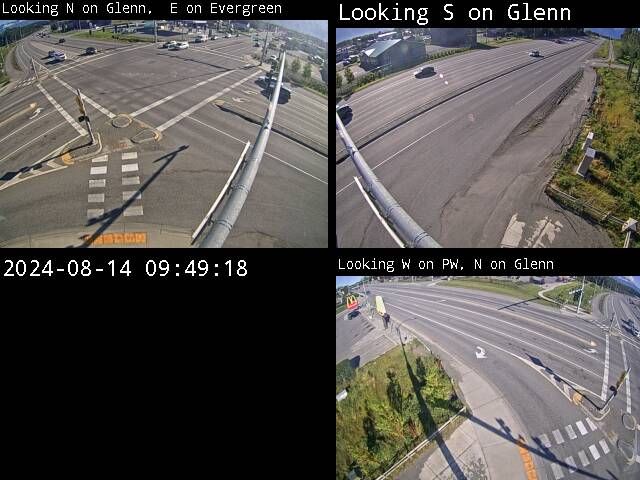 Looking N on Glenn,  E on Evergreen
Looking S on Glenn
2024-08-14 09:49:18
Looking W on PW, N on Glenn